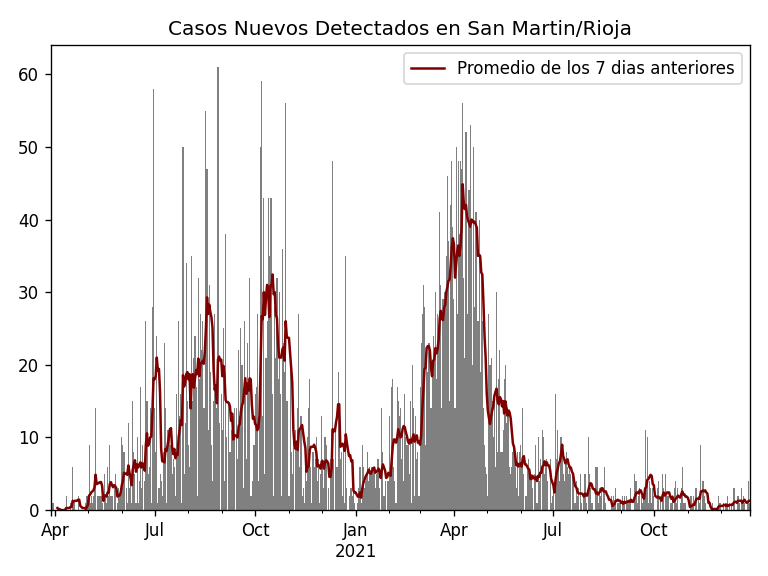 Casos Nuevos Detectados en San Martin/Rioja
Promedio de los 7 dias anteriores
60
50
40
30
20
10
0
Apr Jul Oct Jan Apr Jul Oct
2021